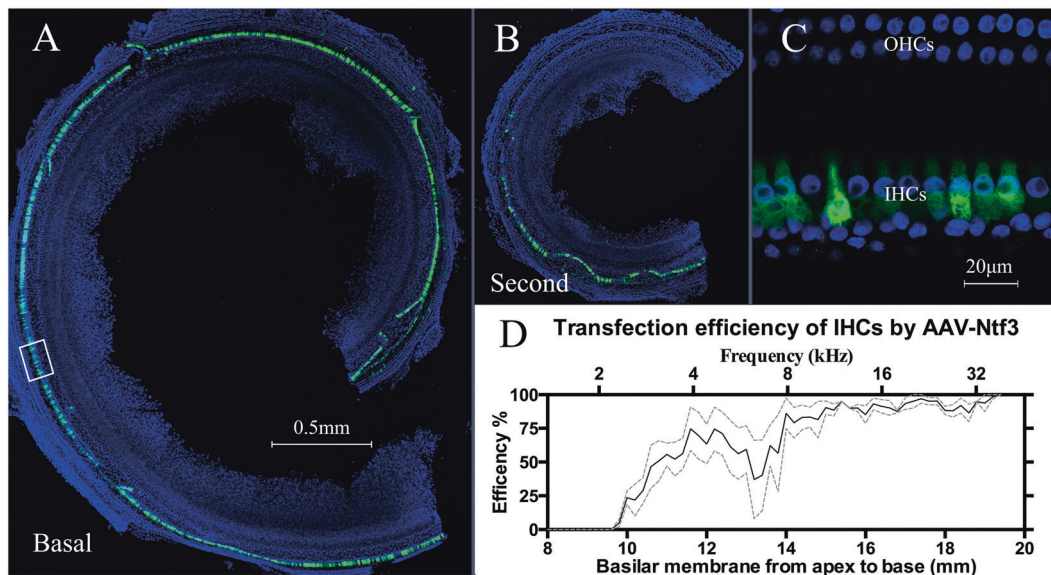 A
Basal
0.5mm
B
Second
C
OHCs
IHCs
20μm
D
Transfection efficiency of IHCs by AAV-Ntf3
Frequency (kHz)
2 4 8 16 32
Efficency %
100
75
50
25
0
8 10 12 14 16 18 20
Basilar membrane from apex to base (mm)